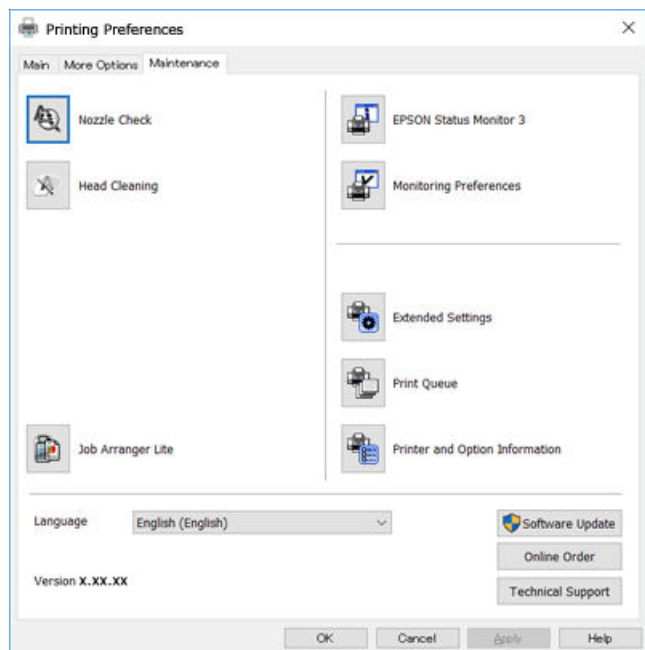 Printing Preferences
Main
More Options
Maintenance
Nozzle Check
EPSON Status Monitor 3
Head Cleaning
Monitoring Preferences
Extended Settings
Print Queue
Job Arranger Lite
Printer and Option Information
Language
English (English)
Software Update
Online Order
Version X.XX.XX
Technical Support
OK
Cancel
Apply
Help